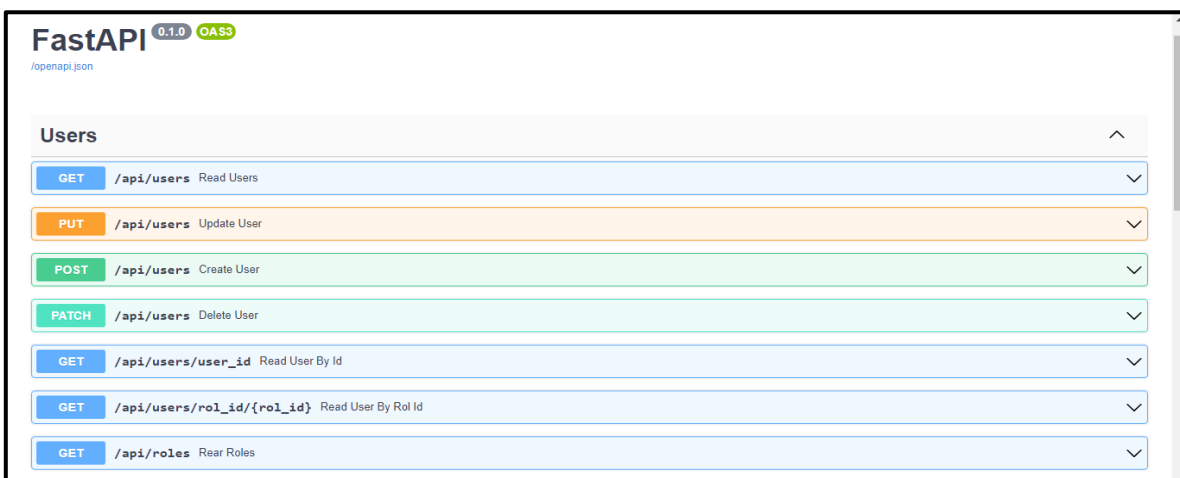 FastAPI 0.1.0 OAS3
/openapi.json
Users
GET /api/users Read Users
PUT /api/users Update User
POST /api/users Create User
PATCH /api/users Delete User
GET /api/users/user_id Read User By Id
GET /api/users/rol_id/{rol_id} Read User By Rol Id
GET /api/roles Rear Roles